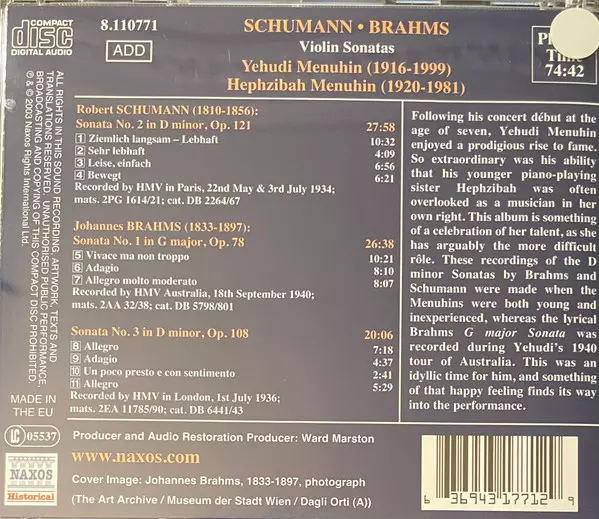 COMPACT
disc
DIGITAL AUDIO
8.110771
ADD
SCHUMANN • BRAHMS
Violin Sonatas
Yehudi Menuhin (1916-1999)
Hephzibah Menuhin (1920-1981)
Time
74:42
ALL RIGHTS IN THIS SOUND RECORDING, ARTWORK, TEXTS AND
TRANSLATIONS RESERVED. UNAUTHORISED PUBLIC PERFORMANCE,
BROADCASTING AND COPYING OF THIS COMPACT DISC PROHIBITED.
℗ & © 2003 Naxos Rights International Ltd.
Robert SCHUMANN (1810-1856):
Sonata No. 2 in D minor, Op. 121 27:58
1 Ziemlich langsam – Lebhaft 10:32
2 Sehr lebhaft 4:09
3 Leise, einfach 6:56
4 Bewegt 6:21
Recorded by HMV in Paris, 22nd May & 3rd July 1934;
mats. 2PG 1614/21; cat. DB 2264/67
Johannes BRAHMS (1833-1897):
Sonata No. 1 in G major, Op. 78 26:38
5 Vivace ma non troppo 10:21
6 Adagio 8:10
7 Allegro molto moderato 8:07
Recorded by HMV Australia, 18th September 1940;
mats. 2AA 32/38; cat. DB 5798/801
Sonata No. 3 in D minor, Op. 108 20:06
8 Allegro 7:18
9 Adagio 4:37
10 Un poco presto e con sentimento 2:41
11 Allegro 5:29
Recorded by HMV in London, 1st July 1936;
mats. 2EA 11785/90; cat. DB 6441/43
Following his concert début at the
age of seven, Yehudi Menuhin
enjoyed a prodigious rise to fame.
So extraordinary was his ability
that his younger piano-playing
sister Hephzibah was often
overlooked as a musician in her
own right. This album is something
of a celebration of her talent, as
she has arguably the more difficult
rôle. These recordings of the D
minor Sonatas by Brahms and
Schumann were made when the
Menuhins were both young and
inexperienced, whereas the lyrical
Brahms G major Sonata was
recorded during Yehudi's 1940
tour of Australia. This was an
idyllic time for him, and something
of that happy feeling finds its way
into the performance.
MADE IN
THE EU
LC 05537
NAXOS
Historical
Producer and Audio Restoration Producer: Ward Marston
www.naxos.com
Cover Image: Johannes Brahms, 1833-1897, photograph
(The Art Archive / Museum der Stadt Wien / Dagli Orti (A))
6 36943 17712 9